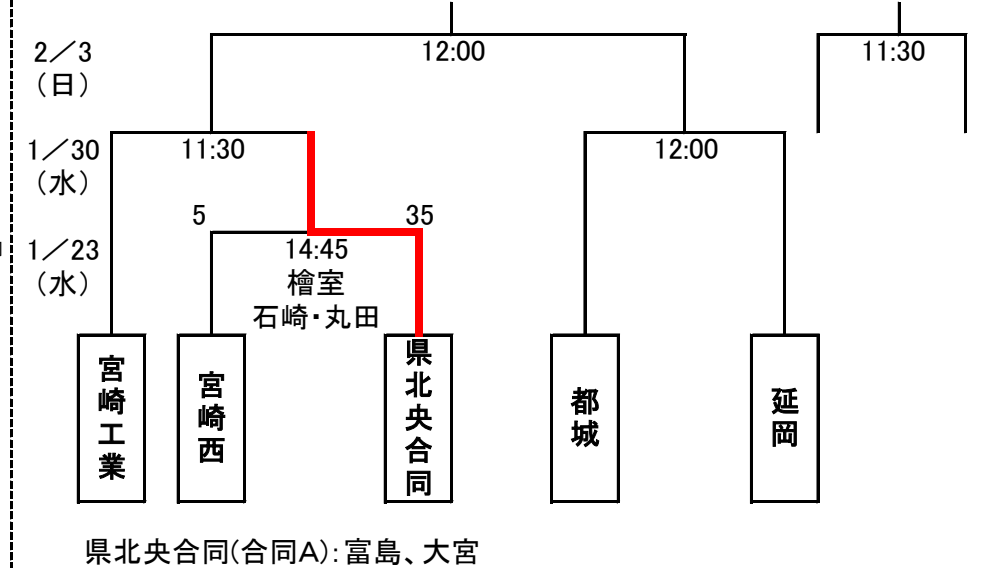 2／3
（日）
12:00
11:30
1／30
（水）
11:30
12:00
5
35
1／23
（水）
14:45
檜室
石崎・丸田
宮崎工業
宮崎西
県北央合同
都城
延岡
県北央合同(合同A)：富島、大宮